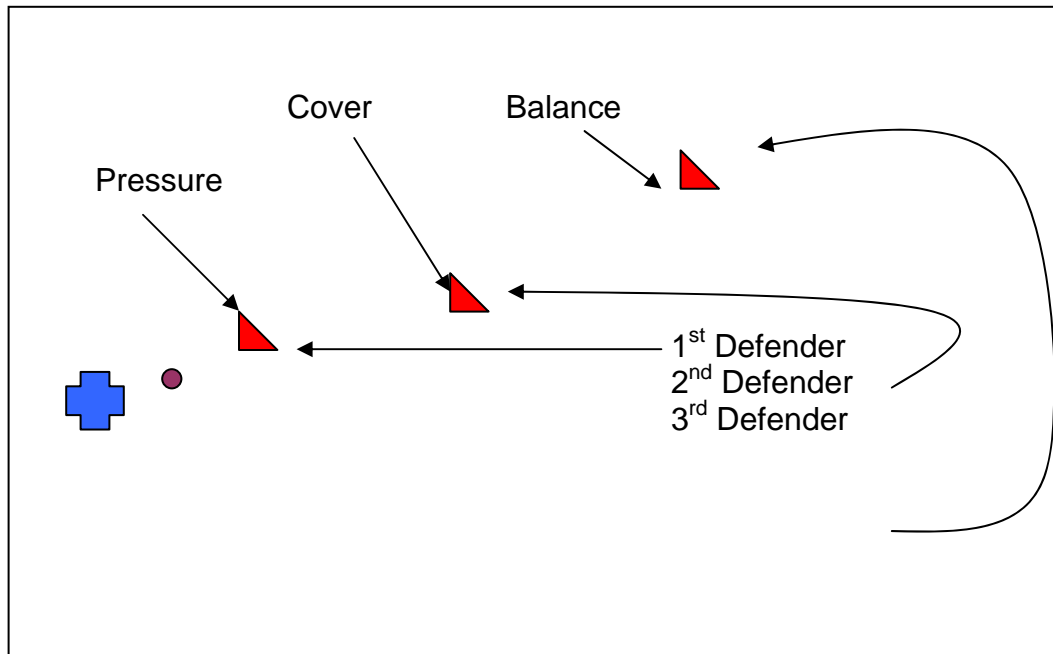 Cover
Balance
Pressure
1st Defender
2nd Defender
3rd Defender